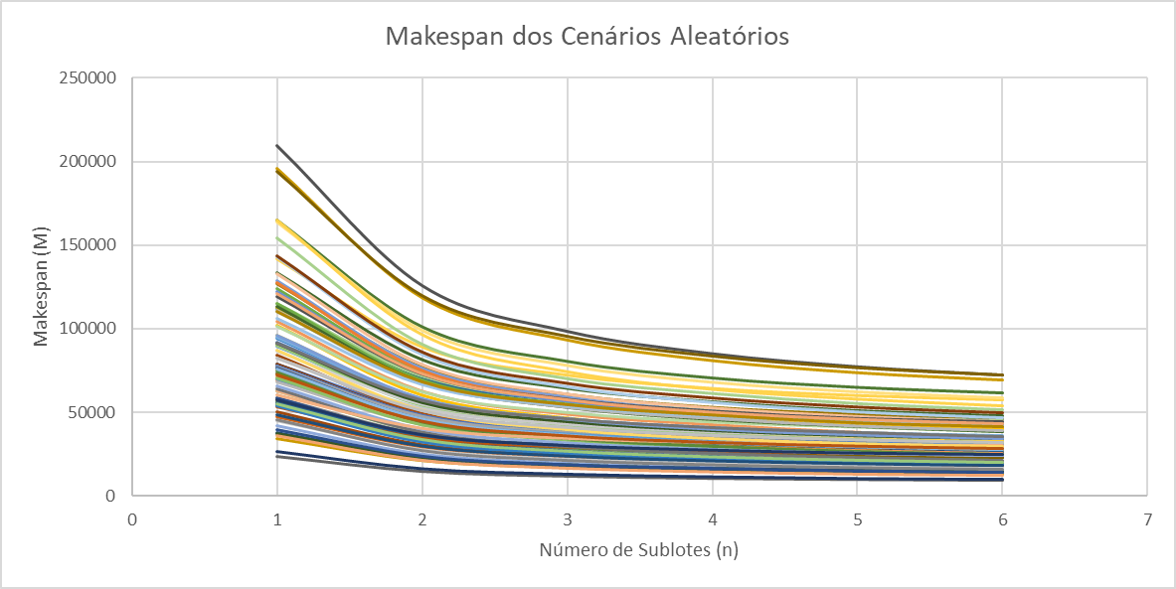 Makespan dos Cenários Aleatórios
250000
200000
150000
100000
50000
0
Makespan (M)
0 1 2 3 4 5 6 7
Número de Sublotes (n)